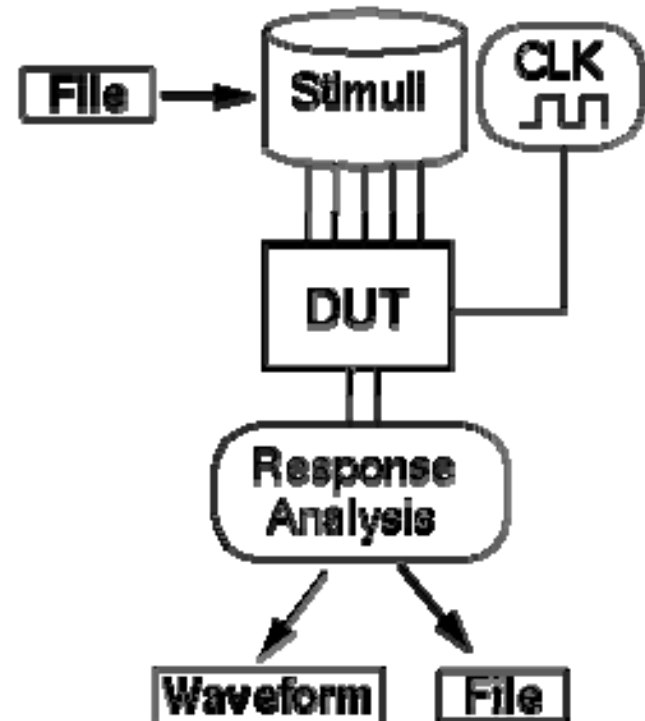 File
Stimuli
CLK
DUT
Response
Analysis
Waveform
File